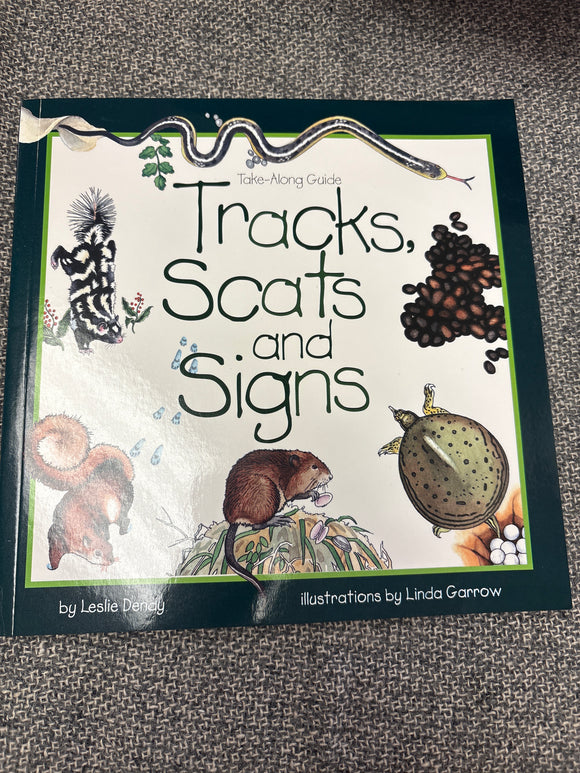 Take-Along Guide
Tracks,
Scats
and
Signs
by Leslie Dendy
illustrations by Linda Garrow